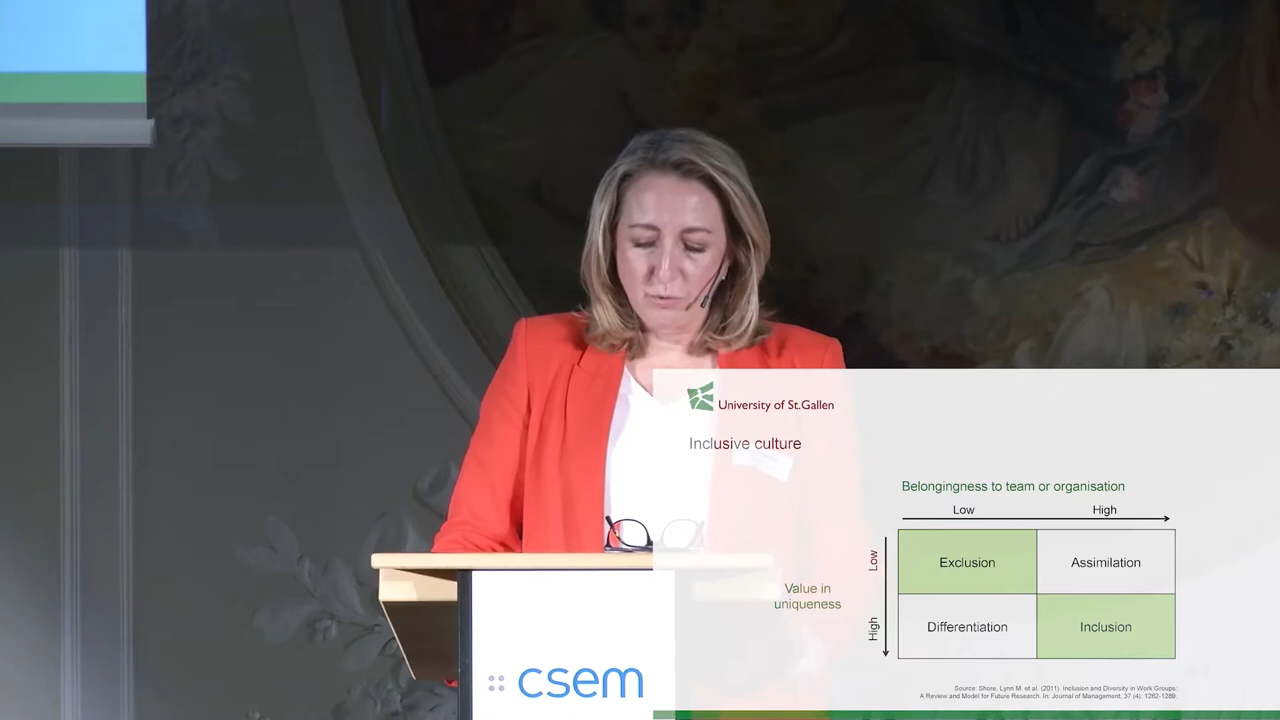 University of St.Gallen
Inclusive culture
Belongingness to team or organisation
Low
High
Value in
uniqueness
Low
Exclusion
Assimilation
High
Differentiation
Inclusion
Source: Shore, Lynn M. et al. (2011). Inclusion and Diversity in Work Groups:
A Review and Model for Future Research. In: Journal of Management, 37 (4): 1262-1289.
csem